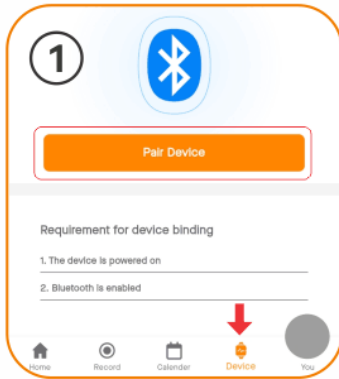 1
Pair Device
Requirement for device binding
1. The device is powered on
2. Bluetooth is enabled
Home
Record
Calender
Device
You